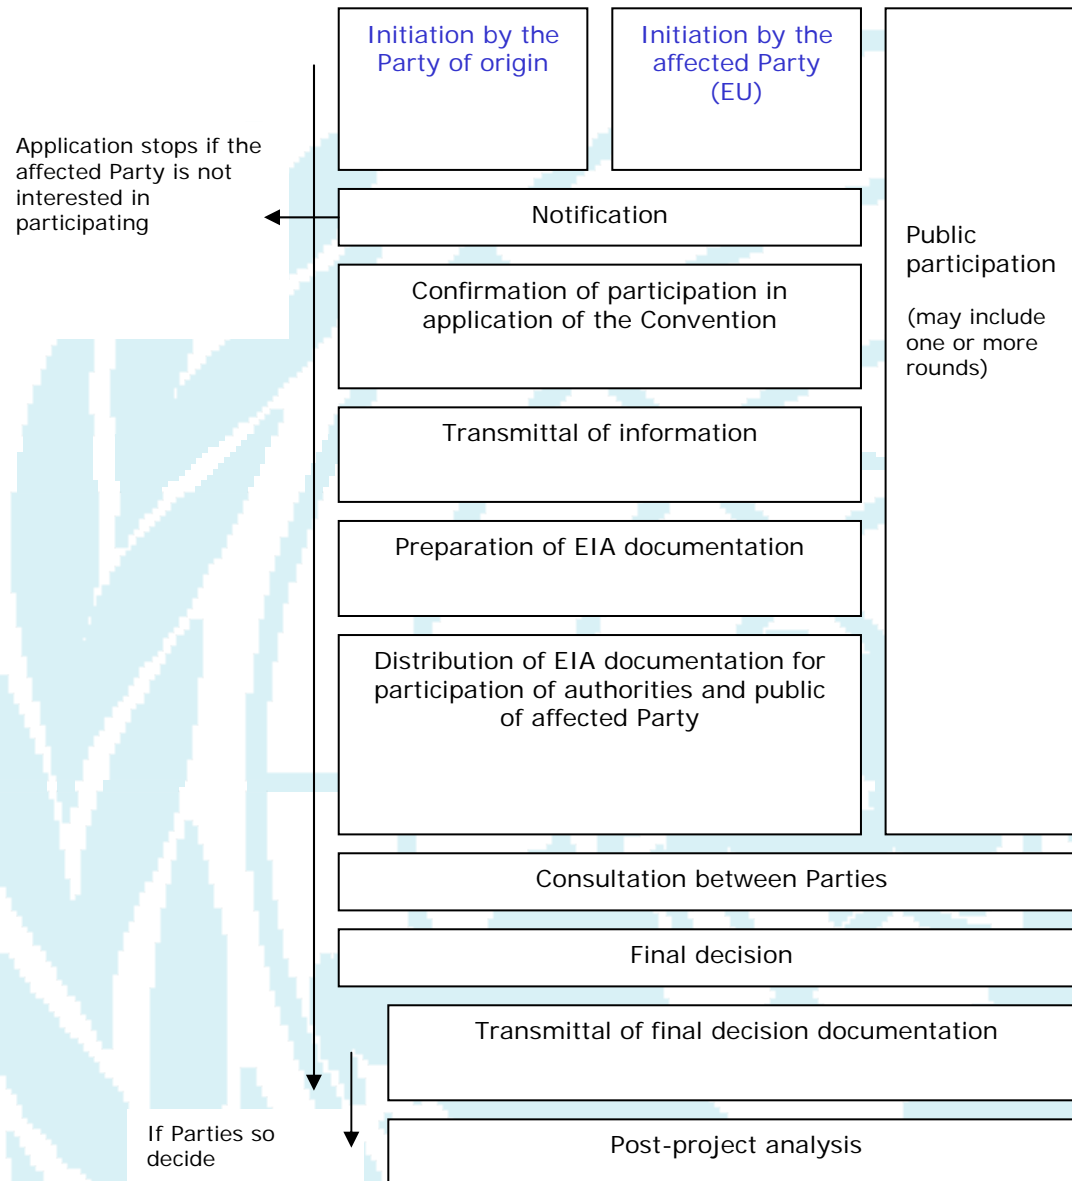 Initiation by the
Party of origin
Initiation by the
affected Party
(EU)
Application stops if the
affected Party is not
interested in
participating
Notification
Public
participation
(may include
one or more
rounds)
Confirmation of participation in
application of the Convention
Transmittal of information
Preparation of EIA documentation
Distribution of EIA documentation for
participation of authorities and public
of affected Party
Consultation between Parties
Final decision
Transmittal of final decision documentation
If Parties so
decide
Post-project analysis